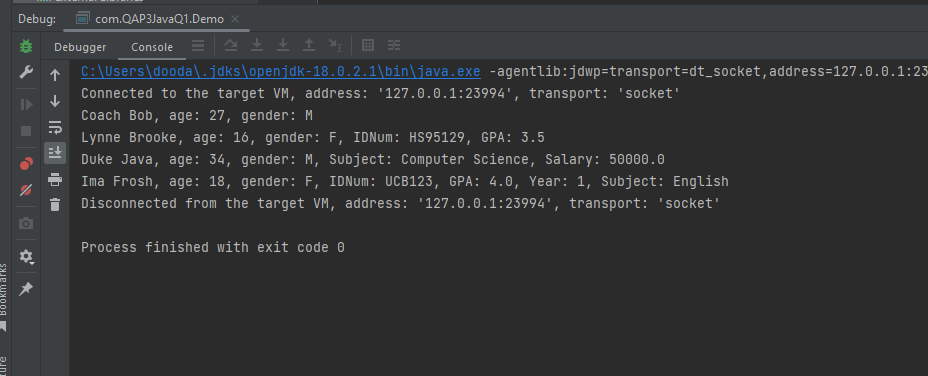 Debug:
com.QAP3JavaQ1.Demo
Debugger
Console
C:\Users\dooda\.jdks\openjdk-18.0.2.1\bin\java.exe -agentlib:jdwp=transport=dt_socket,address=127.0.0.1:23
Connected to the target VM, address: '127.0.0.1:23994', transport: 'socket'
Coach Bob, age: 27, gender: M
Lynne Brooke, age: 16, gender: F, IDNum: HS95129, GPA: 3.5
Duke Java, age: 34, gender: M, Subject: Computer Science, Salary: 50000.0
Ima Frosh, age: 18, gender: F, IDNum: UCB123, GPA: 4.0, Year: 1, Subject: English
Disconnected from the target VM, address: '127.0.0.1:23994', transport: 'socket'
Process finished with exit code 0
Bookmarks